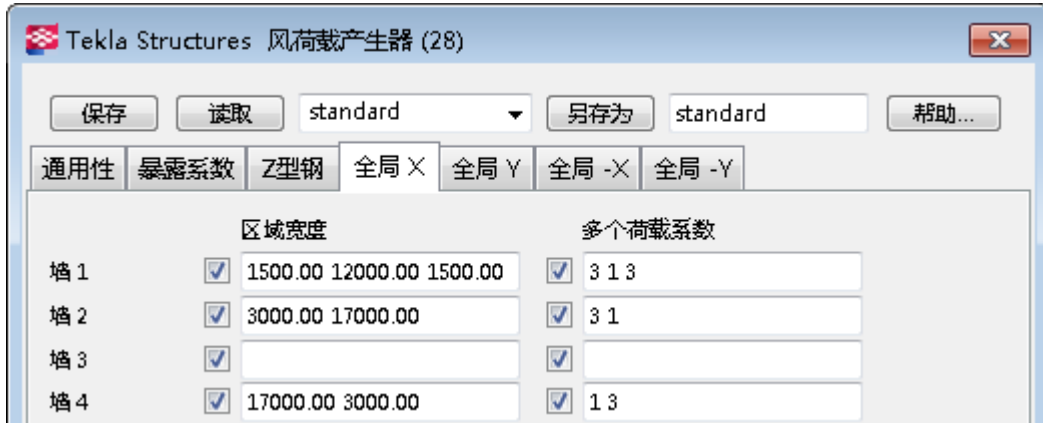 Tekla Structures 风荷载产生器 (28)
保存 读取 standard 另存为 standard 帮助...
通用性 暴露系数 Z型钢 全局 X 全局 Y 全局 -X 全局 -Y
区域宽度 多个荷载系数
墙 1 1500.00 12000.00 1500.00 3 1 3
墙 2 3000.00 17000.00 3 1
墙 3
墙 4 17000.00 3000.00 1 3